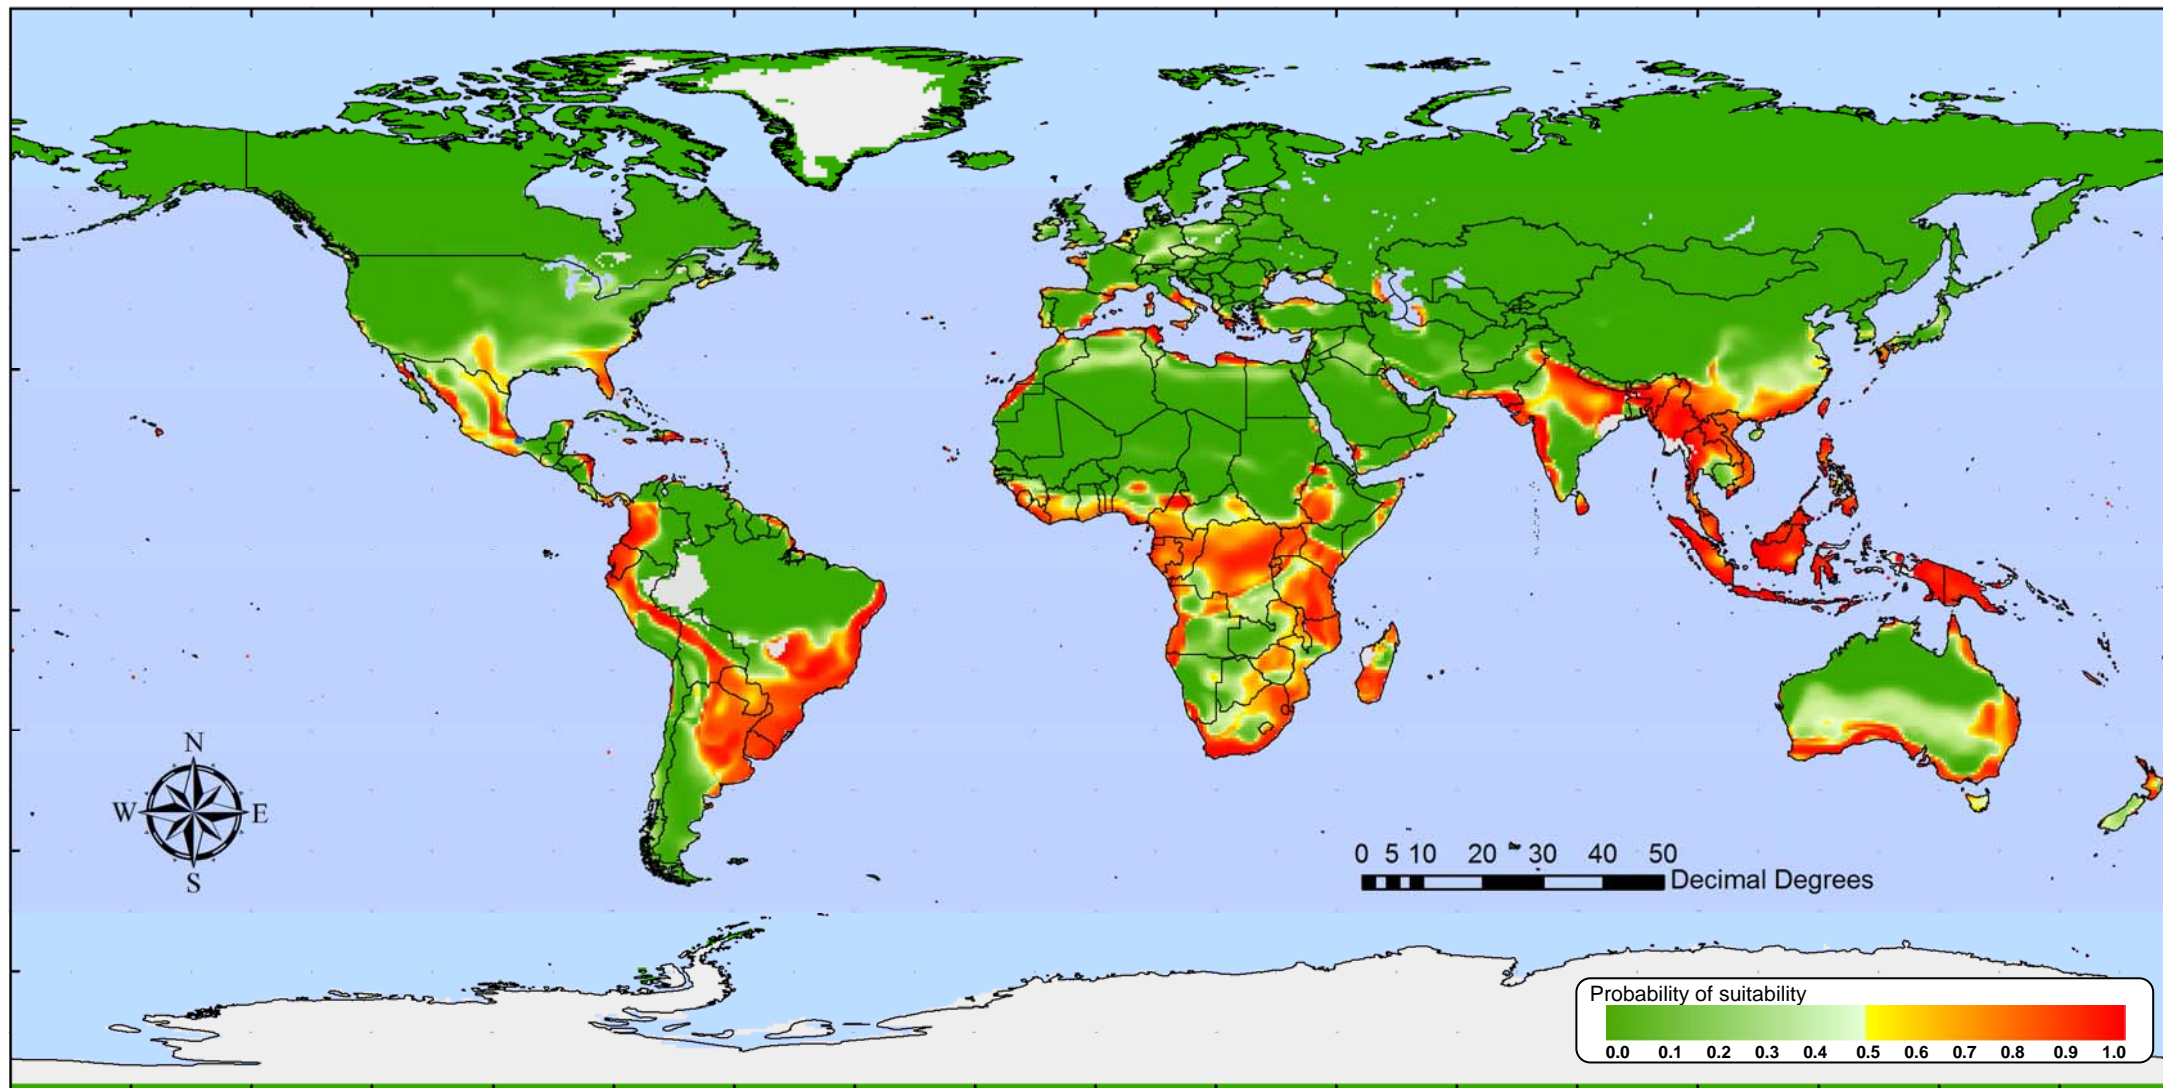 N
W E
S
0 5 10 20 30 40 50
Decimal Degrees
Probability of suitability
0.0 0.1 0.2 0.3 0.4 0.5 0.6 0.7 0.8 0.9 1.0